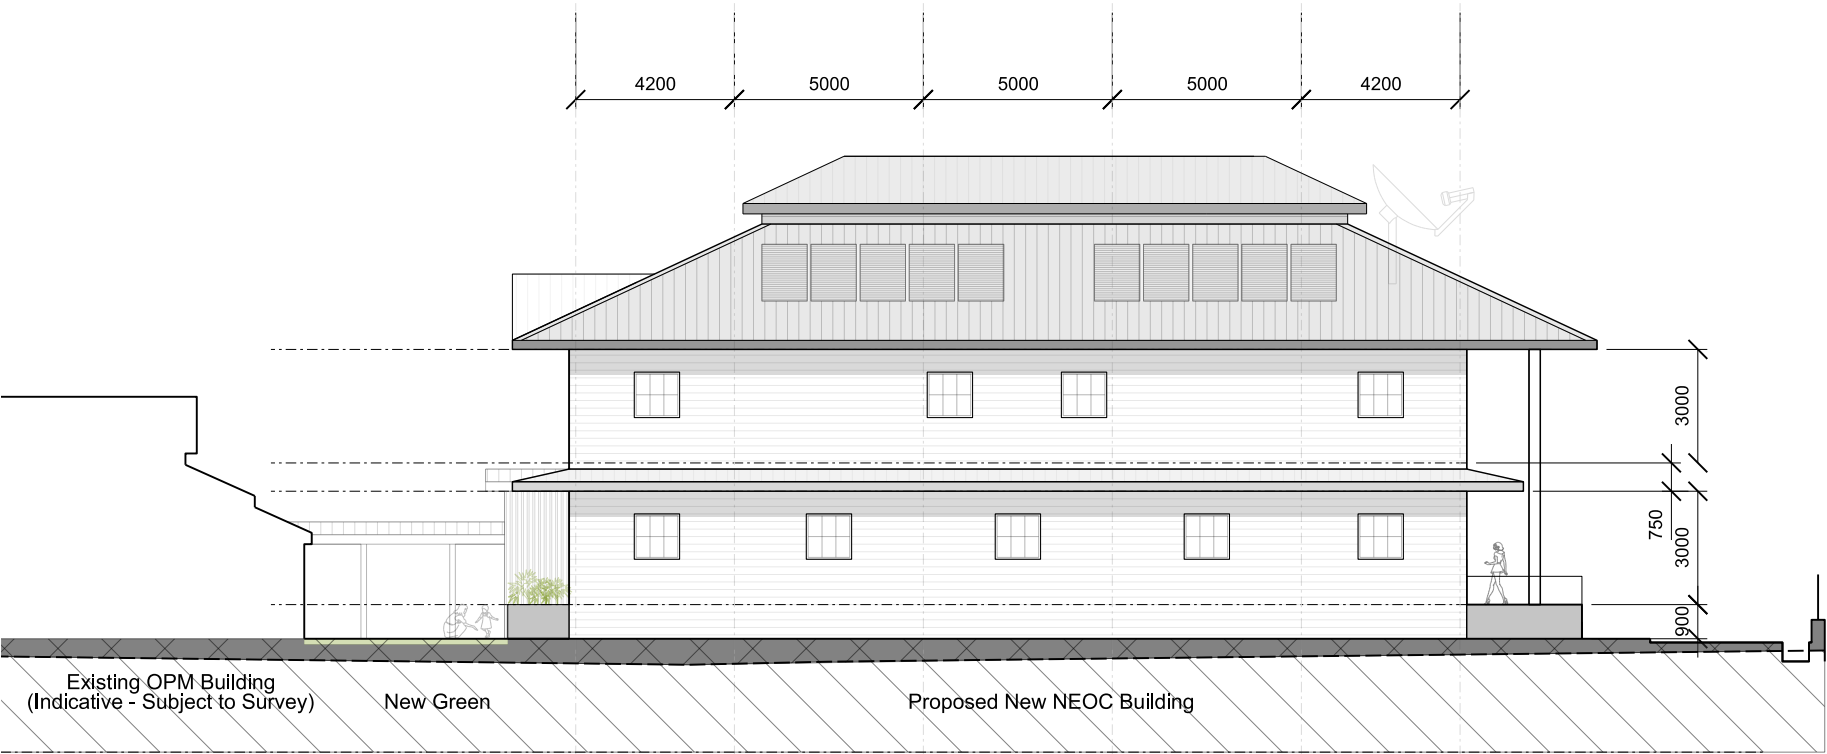 4200
5000
5000
5000
4200
3000
750
3000
900
Existing OPM Building
(Indicative - Subject to Survey)
New Green
Proposed New NEOC Building